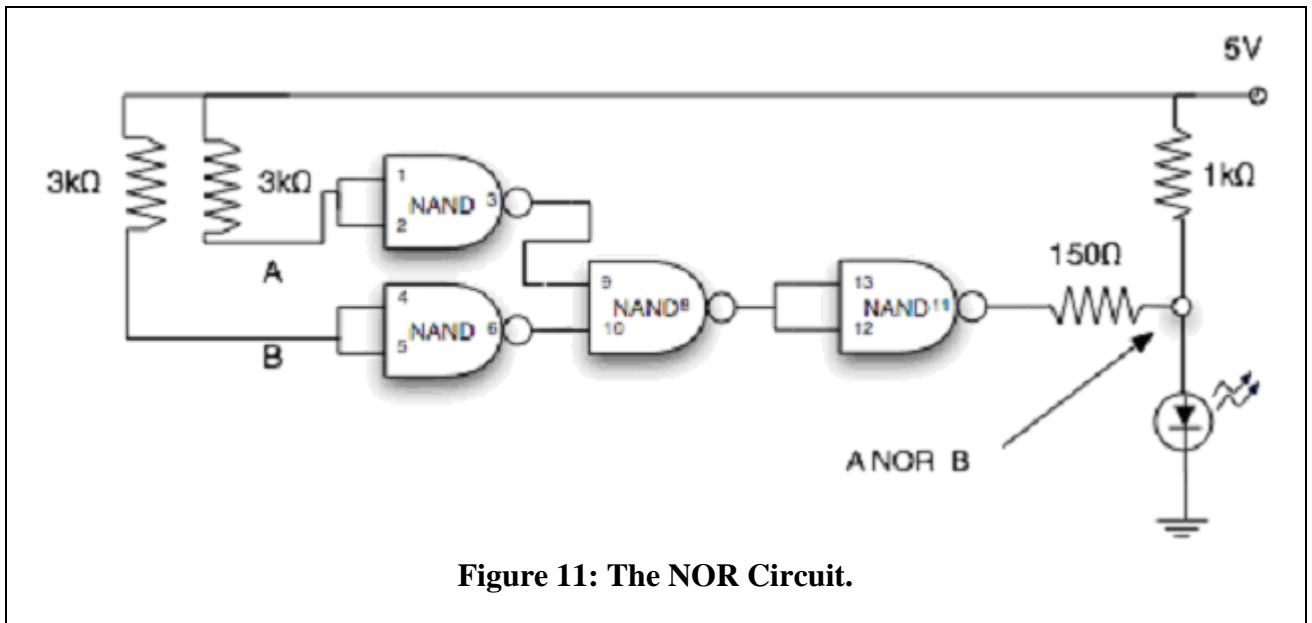 5V
3kΩ
3kΩ
1kΩ
1
NAND 3
2
A
150Ω
9
NAND 8
10
13
NAND 11
12
4
NAND 6
5
B
A NOR B
Figure 11: The NOR Circuit.